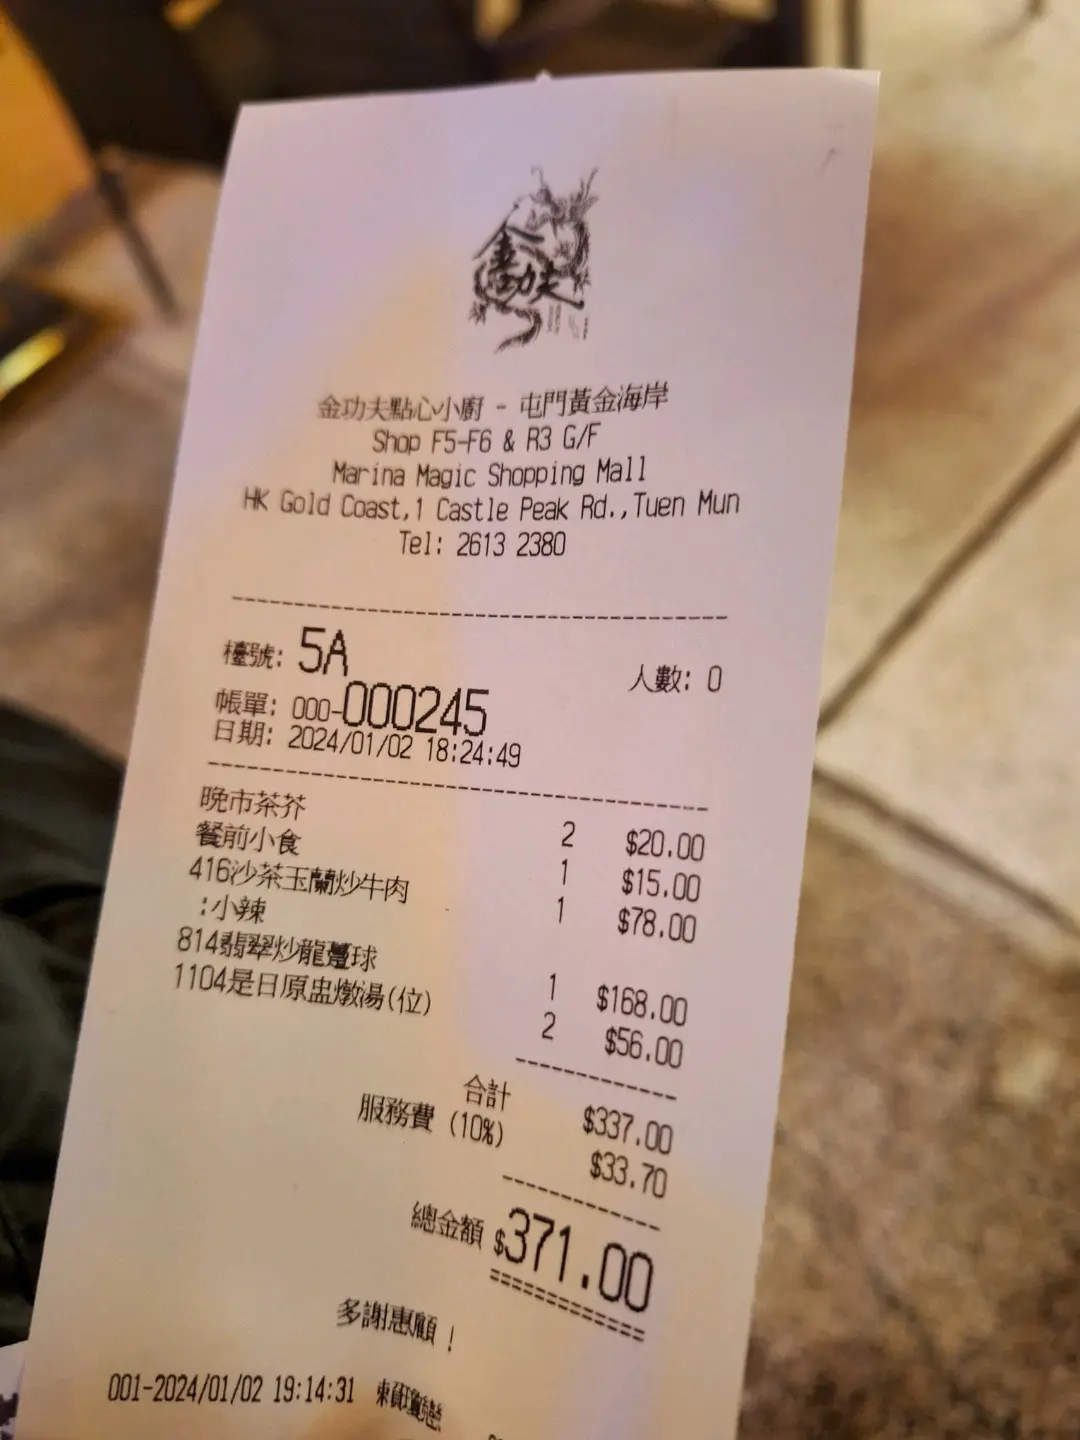 金功夫
金功夫點心小廚 - 屯門黃金海岸
Shop F5-F6 & R3 G/F
Marina Magic Shopping Mall
HK Gold Coast,1 Castle Peak Rd.,Tuen Mun
Tel: 2613 2380
檯號: 5A 人數: 0
帳單: 000-000245
日期: 2024/01/02 18:24:49
晚市茶芥 2 $20.00
餐前小食 1 $15.00
416沙茶玉蘭炒牛肉 1 $78.00
:小辣
814翡翠炒龍躉球 1 $168.00
1104是日原盅燉湯(位) 2 $56.00
合計 $337.00
服務費 (10%) $33.70
總金額 $371.00
多謝惠顧 !
001-2024/01/02 19:14:31